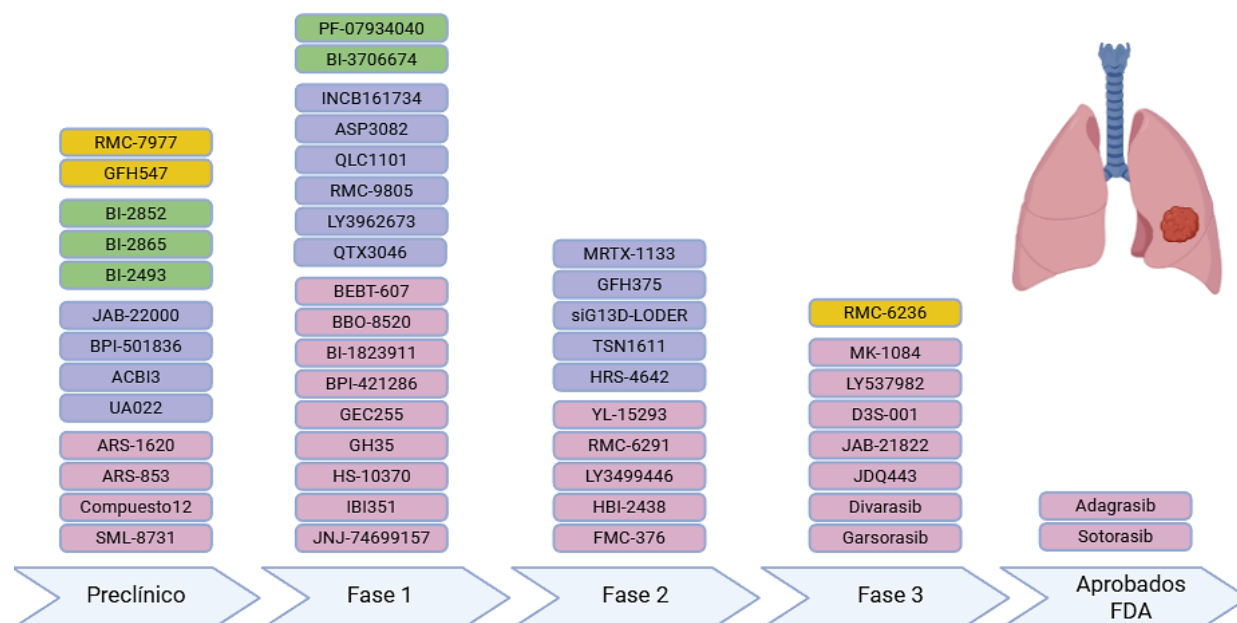 RMC-7977
GFH547
BI-2852
BI-2865
BI-2493
JAB-22000
BPI-501836
ACBI3
UA022
ARS-1620
ARS-853
Compuesto12
SML-8731
Preclínico
PF-07934040
BI-3706674
INCB161734
ASP3082
QLC1101
RMC-9805
LY3962673
QTX3046
BEBT-607
BBO-8520
BI-1823911
BPI-421286
GEC255
GH35
HS-10370
IBI351
JNJ-74699157
Fase 1
MRTX-1133
GFH375
siG13D-LODER
TSN1611
HRS-4642
YL-15293
RMC-6291
LY3499446
HBI-2438
FMC-376
Fase 2
RMC-6236
MK-1084
LY537982
D3S-001
JAB-21822
JDQ443
Divarasib
Garsorasib
Fase 3
Adagrasib
Sotorasib
Aprobados
FDA